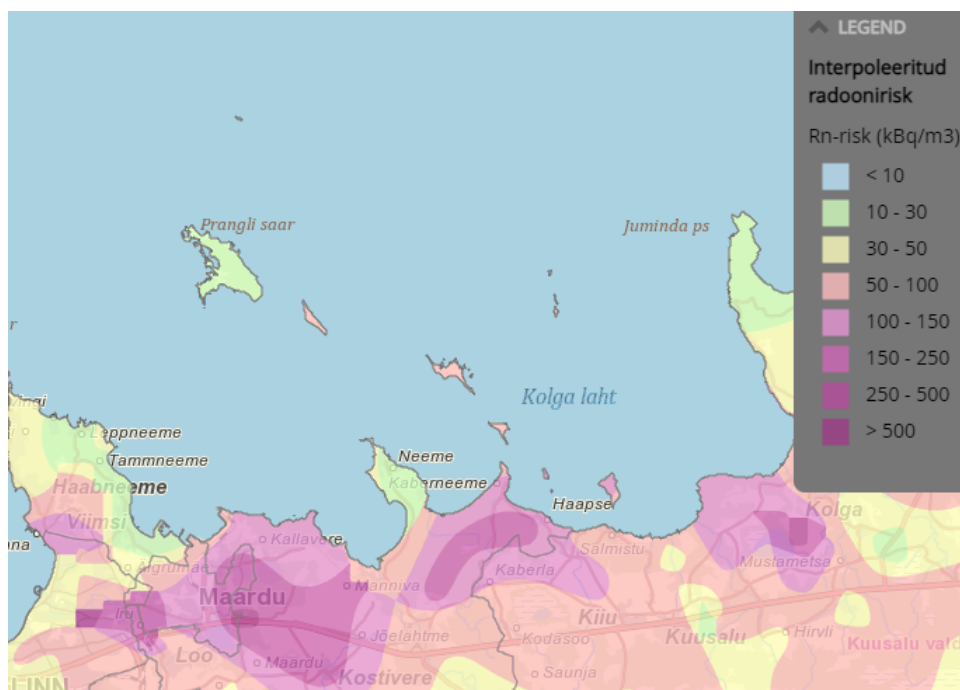 LEGEND
Interpoleeritud
radoonirisk
Rn-risk (kBq/m3)
< 10
10 - 30
30 - 50
50 - 100
100 - 150
150 - 250
250 - 500
> 500
Prangli saar
Juminda ps
r
Kolga laht
Leppneeme
Tammneeme
Haabneeme
Viimsi
Neeme
Kaberneeme
Haapse
Kolga
Kallavere
Salmistu
Mustametsa
Aigrumäe
Manniva
Kaberla
Maardu
Iru
Kiiu
Jõelähtme
Kodasoo
Kuusalu
Hirvli
Kuusalu vald
Loo
Maardu
Kostivere
Saunja
LINN